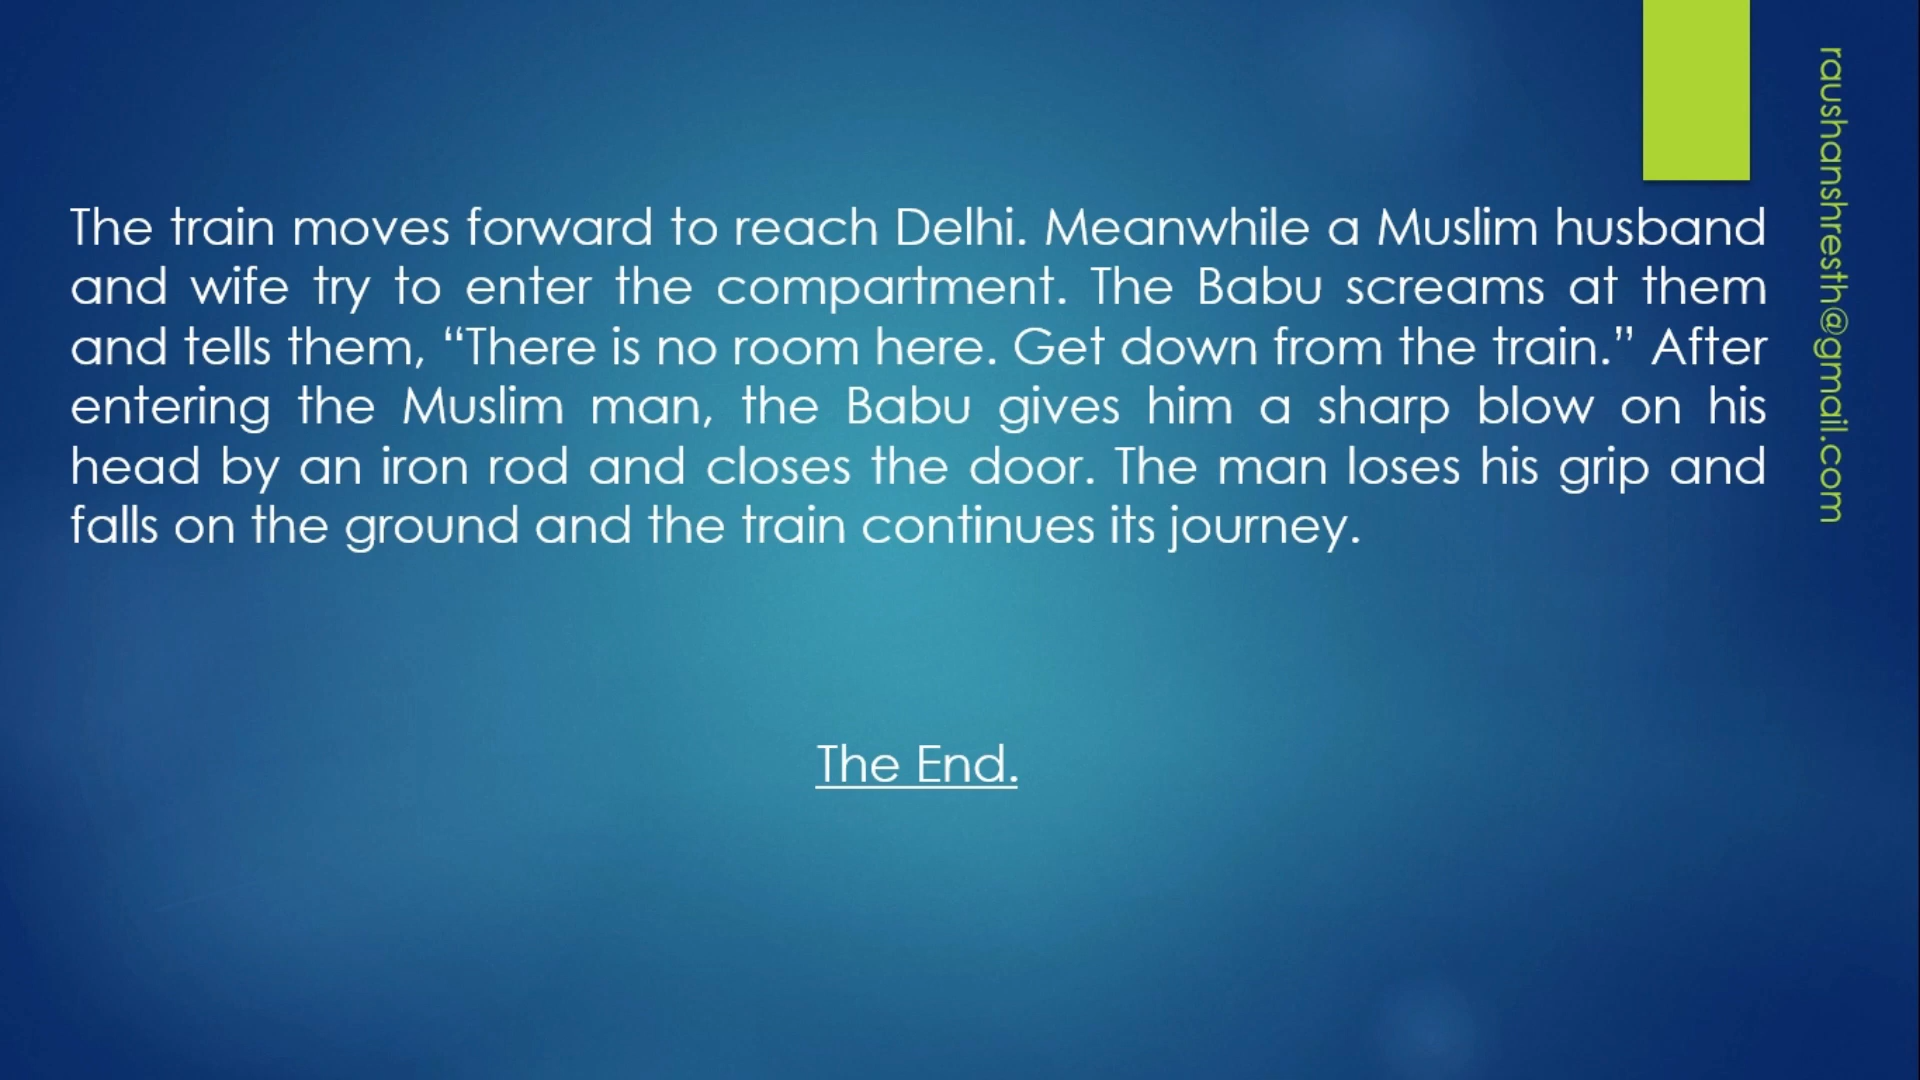 The train moves forward to reach Delhi. Meanwhile a Muslim husband
and wife try to enter the compartment. The Babu screams at them
and tells them, “There is no room here. Get down from the train.” After
entering the Muslim man, the Babu gives him a sharp blow on his
head by an iron rod and closes the door. The man loses his grip and
falls on the ground and the train continues its journey.
The End.
raushanshresth@gmail.com